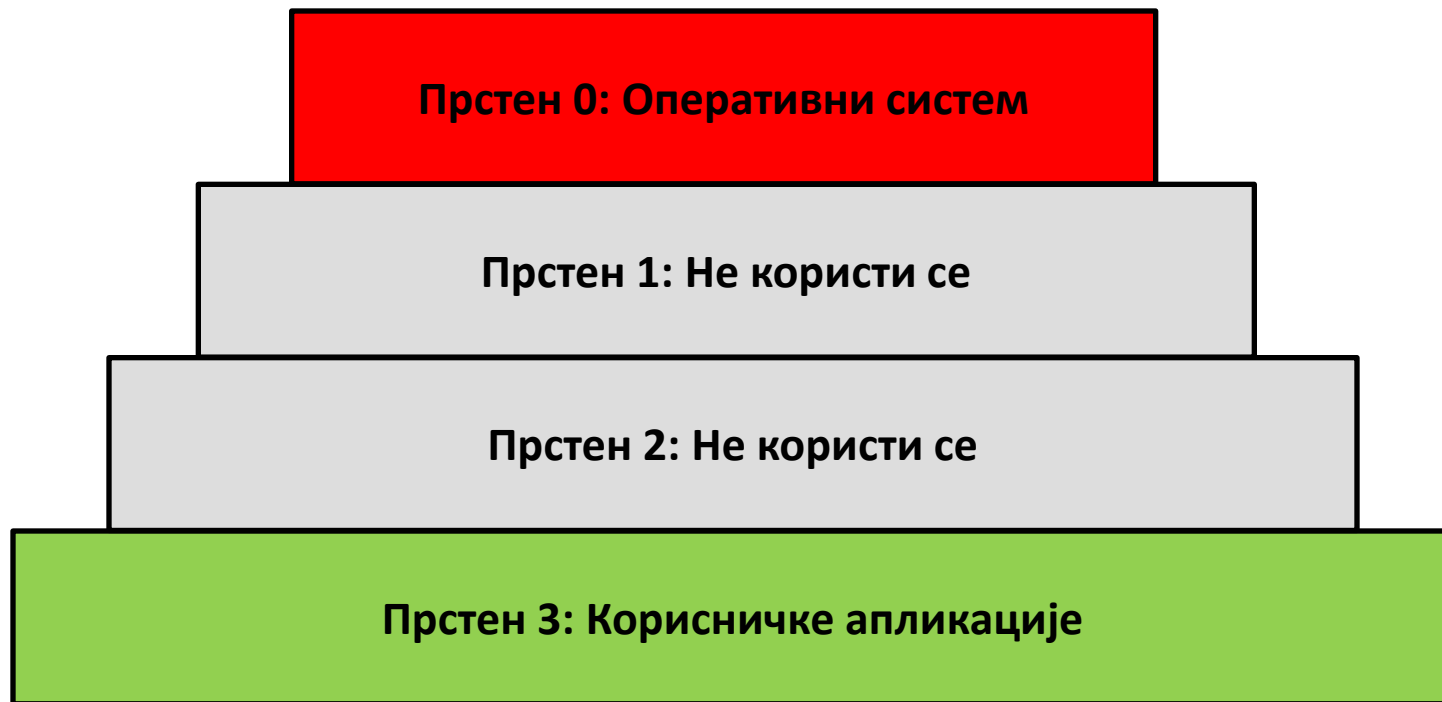 Прстен 0: Оперативни систем
Прстен 1: Не користи се
Прстен 2: Не користи се
Прстен 3: Корисничке апликације